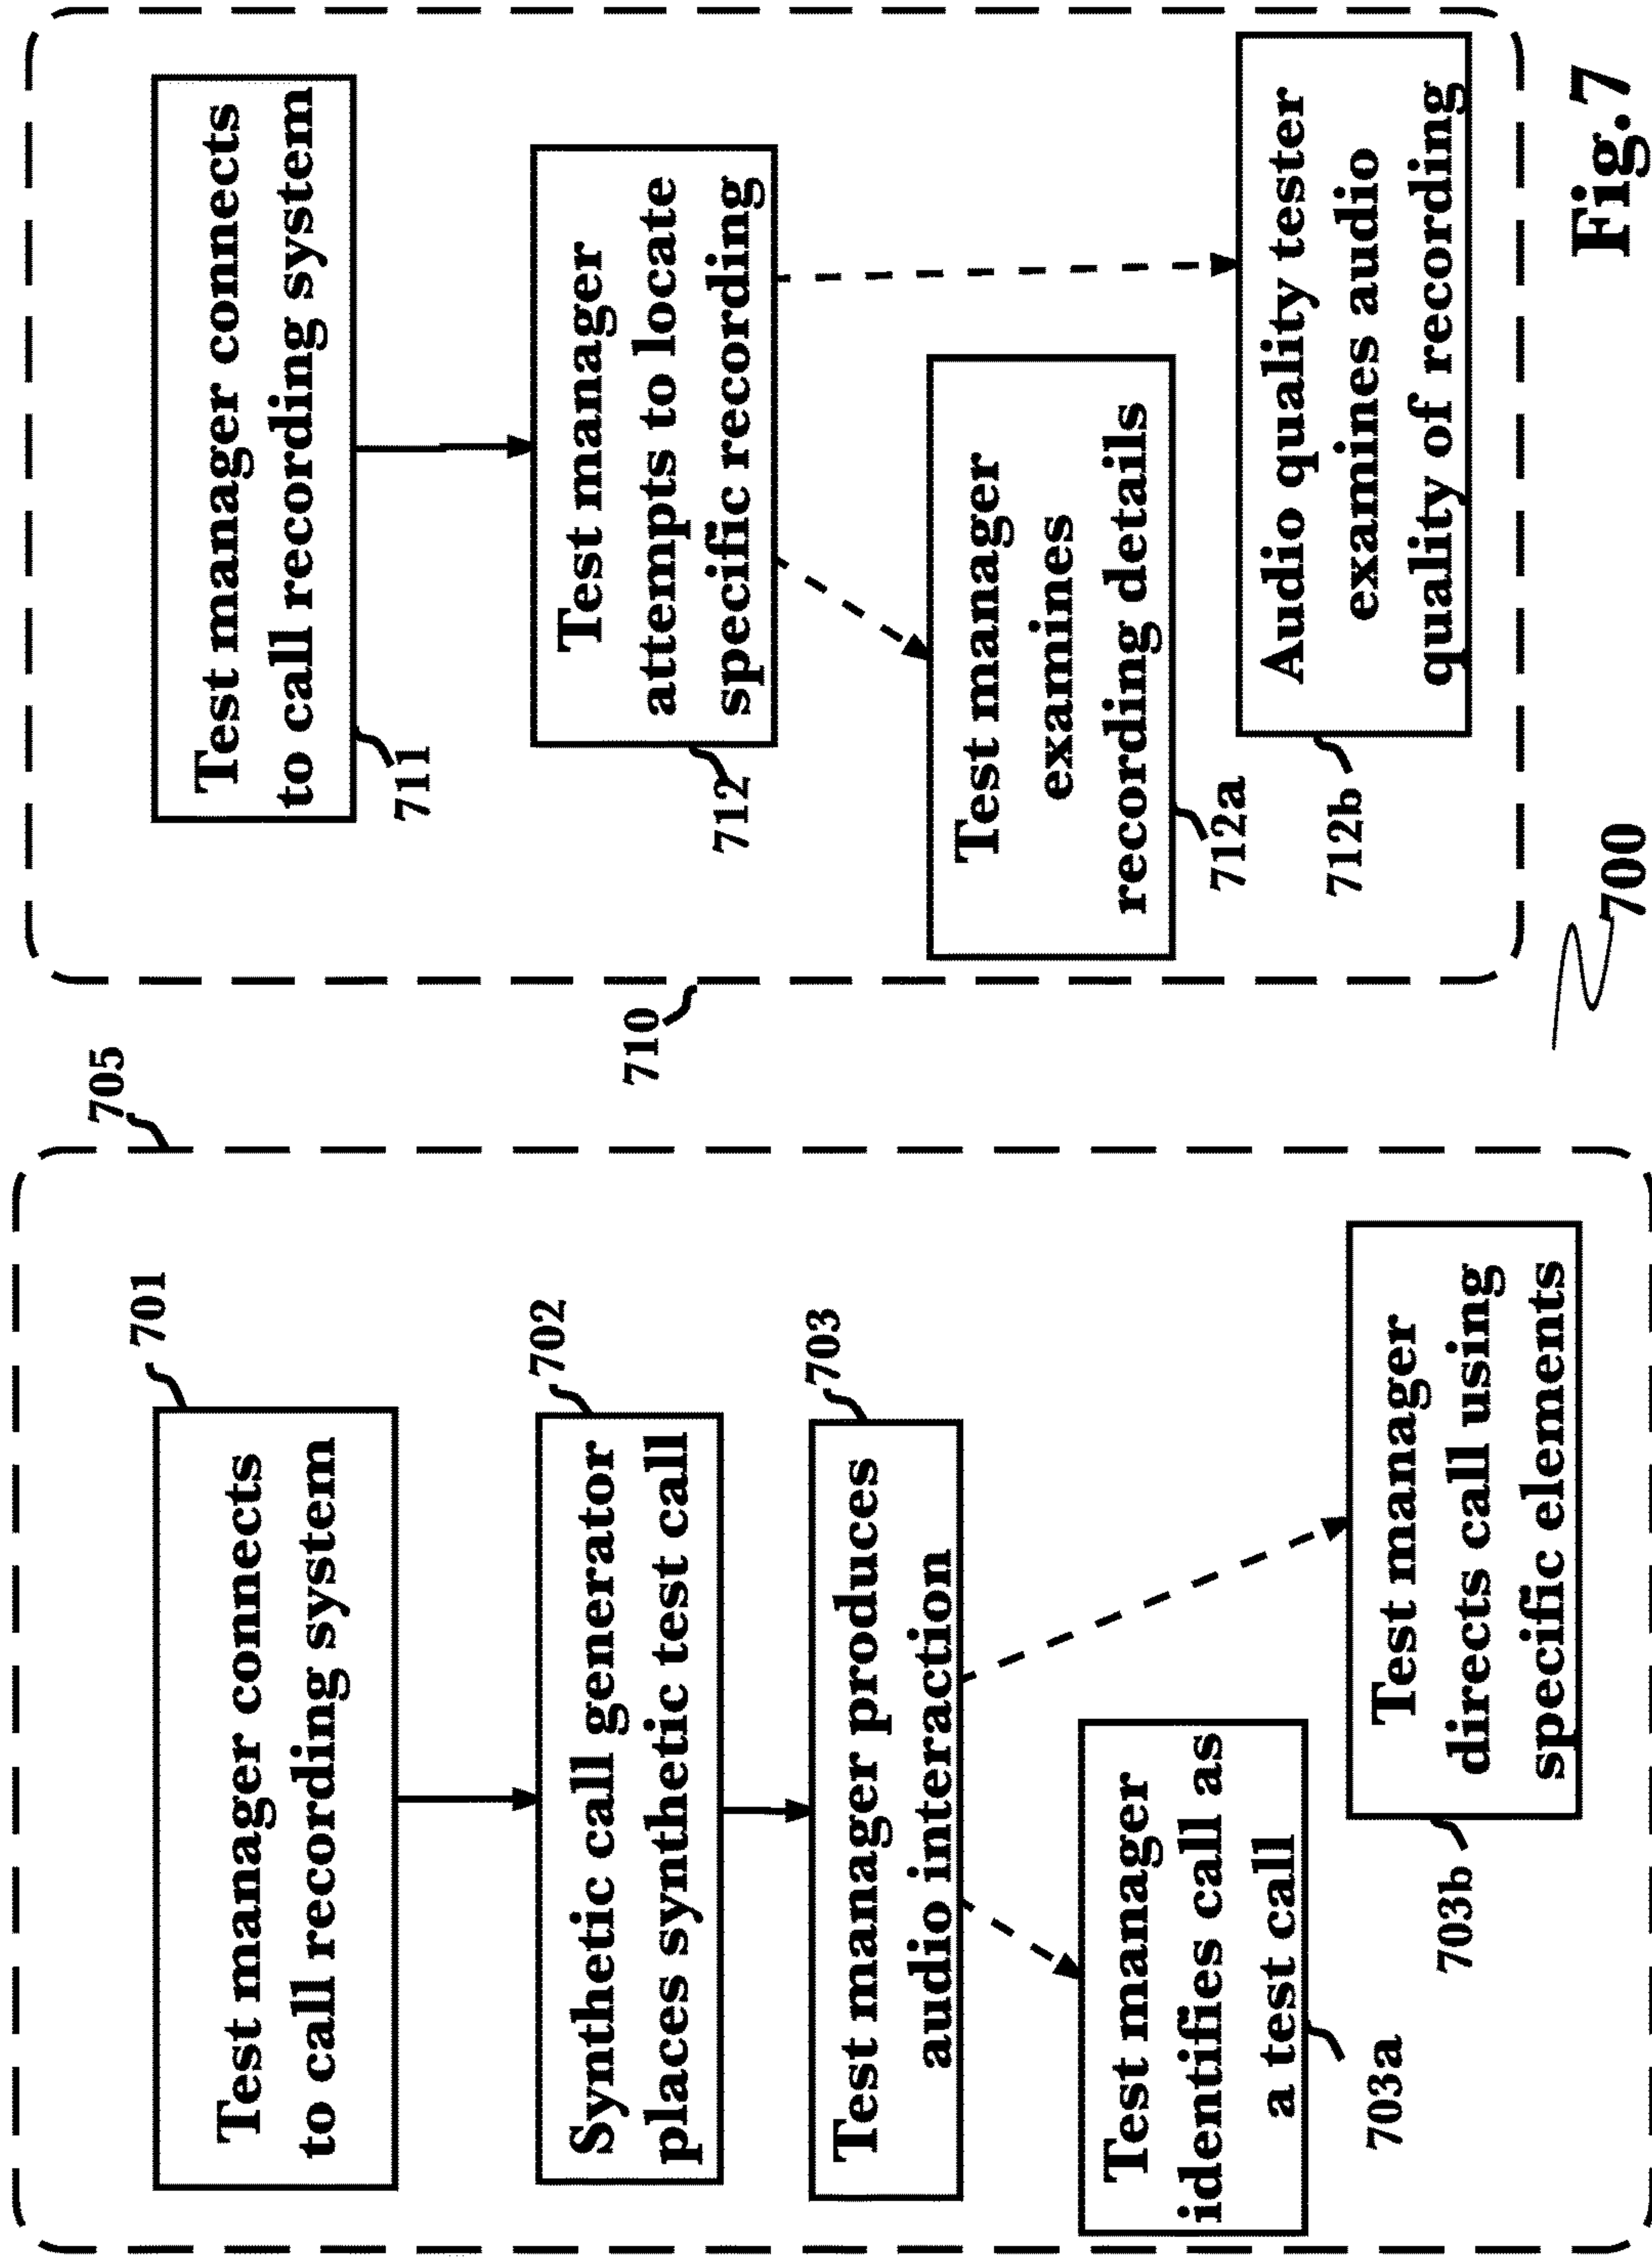 705
701
Test manager connects
to call recording system
702
Synthetic call generator
places synthetic test call
703
Test manager produces
audio interaction
Test manager
identifies call as
a test call
703a
Test manager
directs call using
specific elements
703b
710
Test manager connects
to call recording system
711
Test manager
attempts to locate
specific recording
712
Test manager
examines
recording details
712a
Audio quality tester
examines audio
quality of recording
712b
700
Fig.7